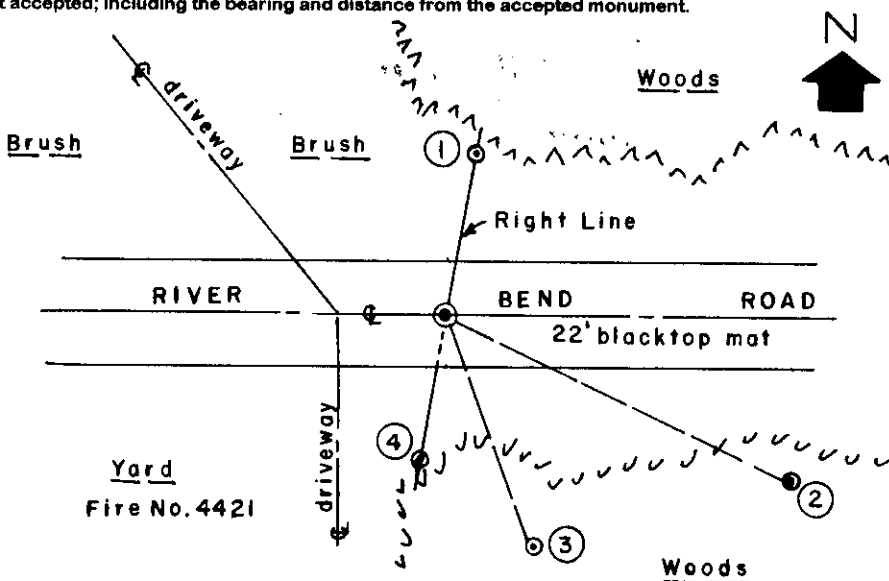 t accepted; including the bearing and distance from the accepted monument.
N
Woods
driveway
Brush
Brush
1
Right Line
RIVER BEND ROAD
22' blacktop mat
4
driveway
Yard
Fire No. 4421
2
3
Woods